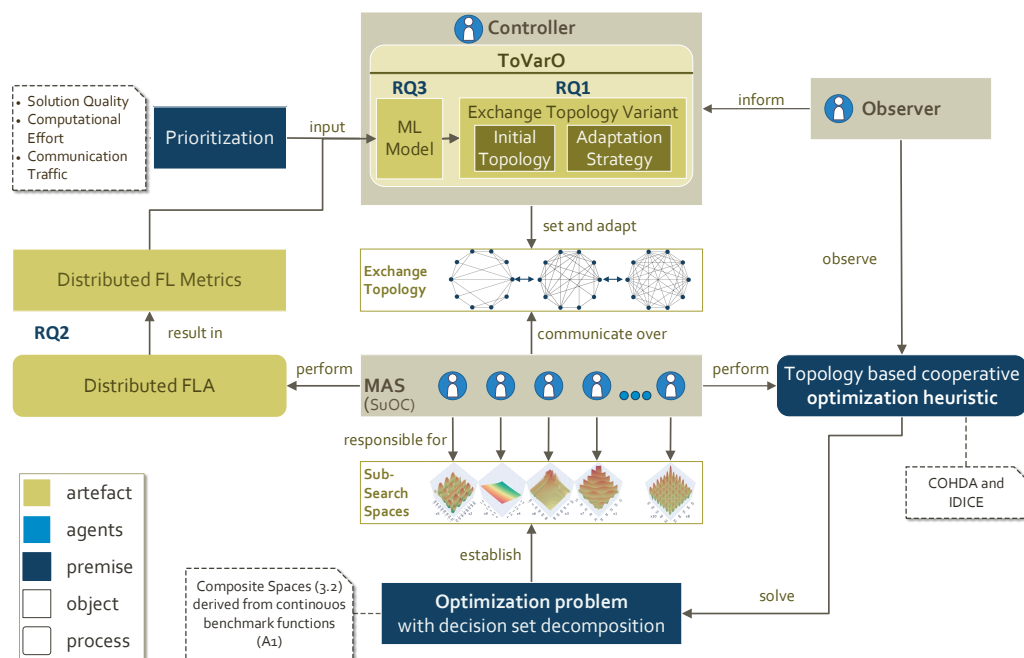 Controller
ToVarO
RQ3
RQ1
ML
Model
Exchange Topology Variant
Initial
Topology
Adaptation
Strategy
• Solution Quality
• Computational
Effort
• Communication
Traffic
Prioritization
input
inform
Observer
set and adapt
observe
Distributed FL Metrics
Exchange
Topology
RQ2
result in
communicate over
Distributed FLA
perform
MAS
(SuOC)
perform
Topology based cooperative
optimization heuristic
responsible for
Sub-
Search
Spaces
COHDA and
IDICE
artefact
agents
premise
object
process
establish
Composite Spaces (3.2)
derived from continouos
benchmark functions
(A1)
Optimization problem
with decision set decomposition
solve